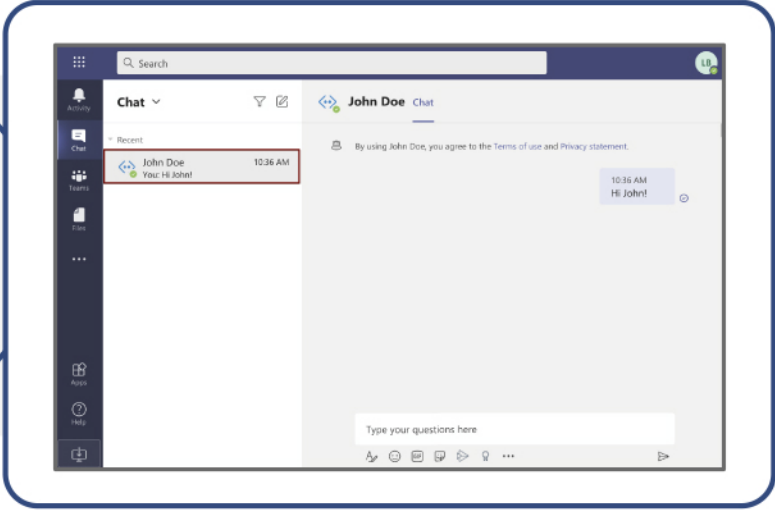 Search
LB
Activity
Chat
Teams
Files
Apps
Help
Chat
Recent
John Doe 10:36 AM
You: Hi John!
John Doe Chat
By using John Doe, you agree to the Terms of use and Privacy statement.
10:36 AM
Hi John!
Type your questions here
GIF